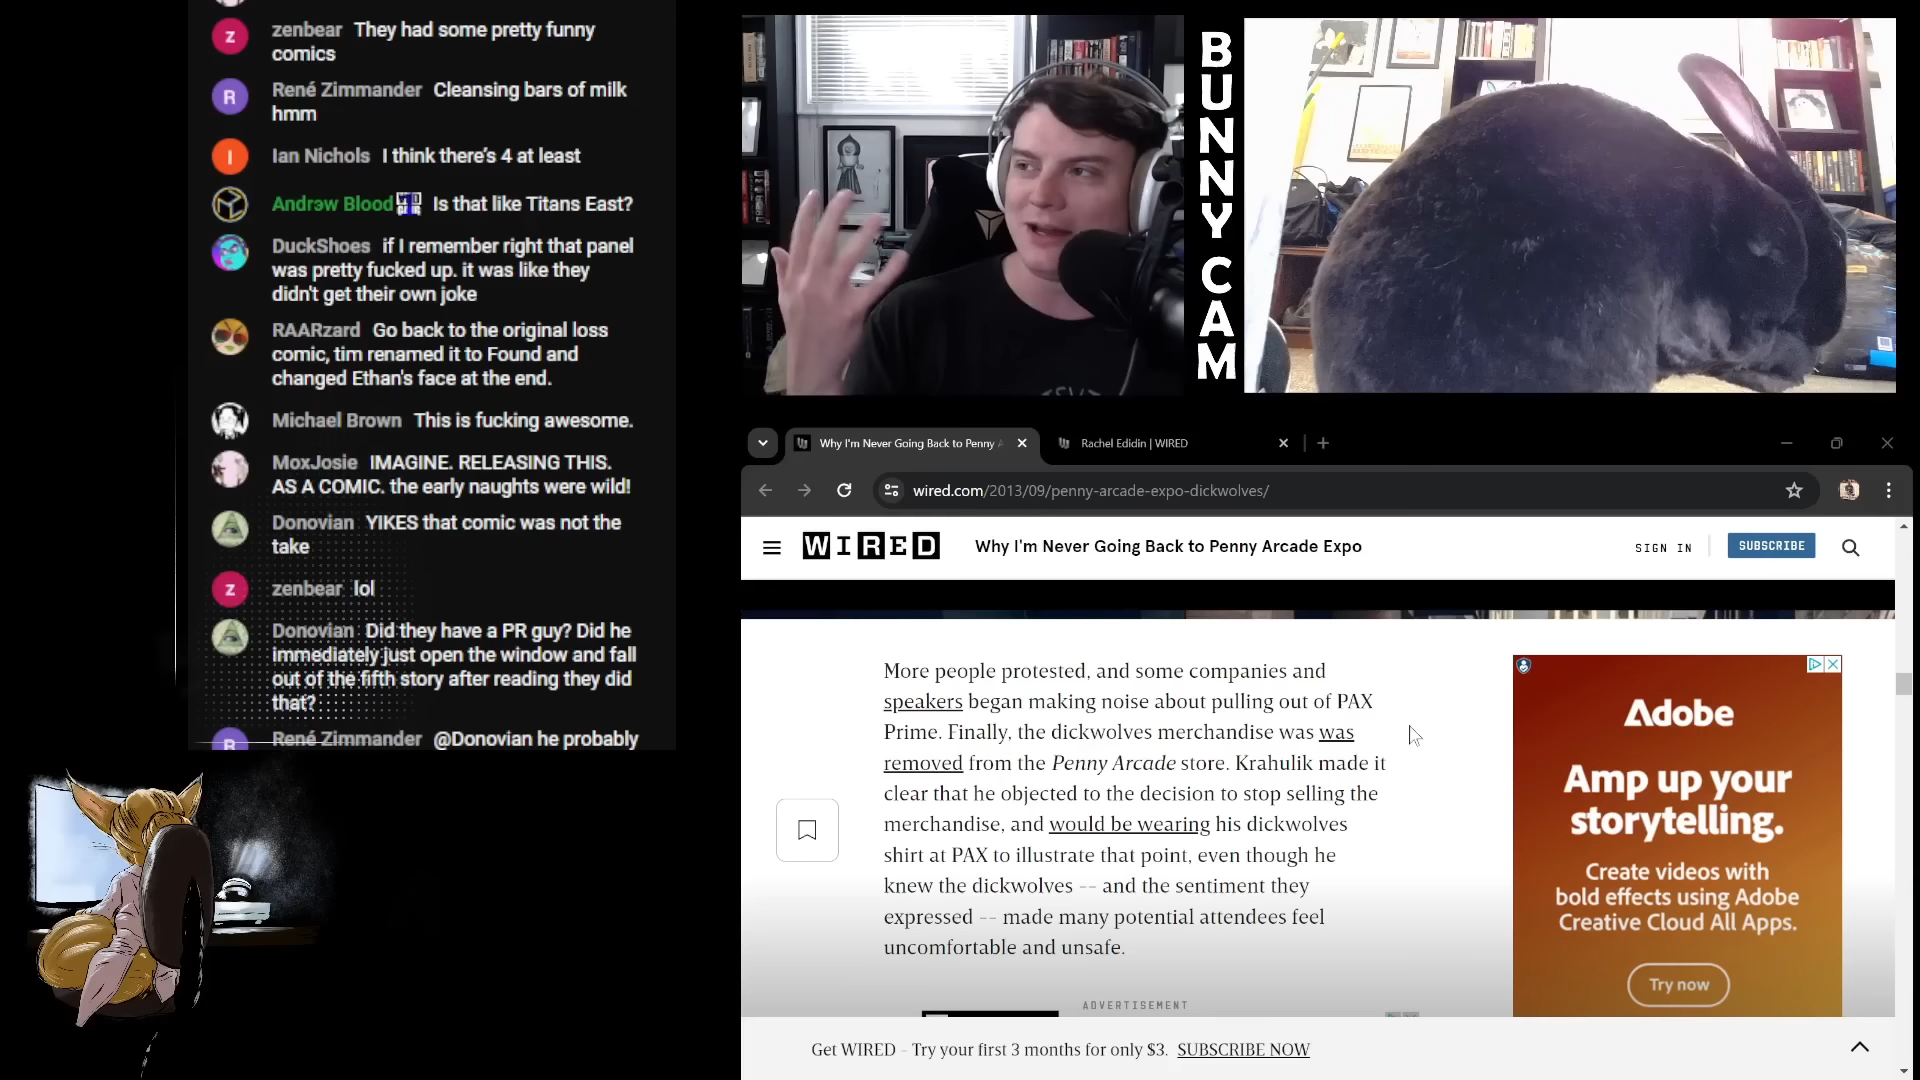 zenbear They had some pretty funny
comics
R René Zimmander Cleansing bars of milk
hmm
I Ian Nichols I think there's 4 at least
Andrəw Blood Is that like Titans East?
DuckShoes if I remember right that panel
was pretty fucked up. it was like they
didn't get their own joke
RAARzard Go back to the original loss
comic, tim renamed it to Found and
changed Ethan's face at the end.
Michael Brown This is fucking awesome.
MoxJosie IMAGINE. RELEASING THIS.
AS A COMIC. the early naughts were wild!
Donovian YIKES that comic was not the
take
z zenbear lol
Donovian Did they have a PR guy? Did he
immediately just open the window and fall
out of the fifth story after reading they did
that?
R René Zimmander @Donovian he probably
BUNNY CAM
Why I'm Never Going Back to Penny A
Rachel Edidin | WIRED
wired.com/2013/09/penny-arcade-expo-dickwolves/
WIRED
Why I'm Never Going Back to Penny Arcade Expo
SIGN IN
SUBSCRIBE
More people protested, and some companies and
speakers began making noise about pulling out of PAX
Prime. Finally, the dickwolves merchandise was was
removed from the Penny Arcade store. Krahulik made it
clear that he objected to the decision to stop selling the
merchandise, and would be wearing his dickwolves
shirt at PAX to illustrate that point, even though he
knew the dickwolves -- and the sentiment they
expressed -- made many potential attendees feel
uncomfortable and unsafe.
ADVERTISEMENT
Adobe
Amp up your
storytelling.
Create videos with
bold effects using Adobe
Creative Cloud All Apps.
Try now
Get WIRED - Try your first 3 months for only $3. SUBSCRIBE NOW